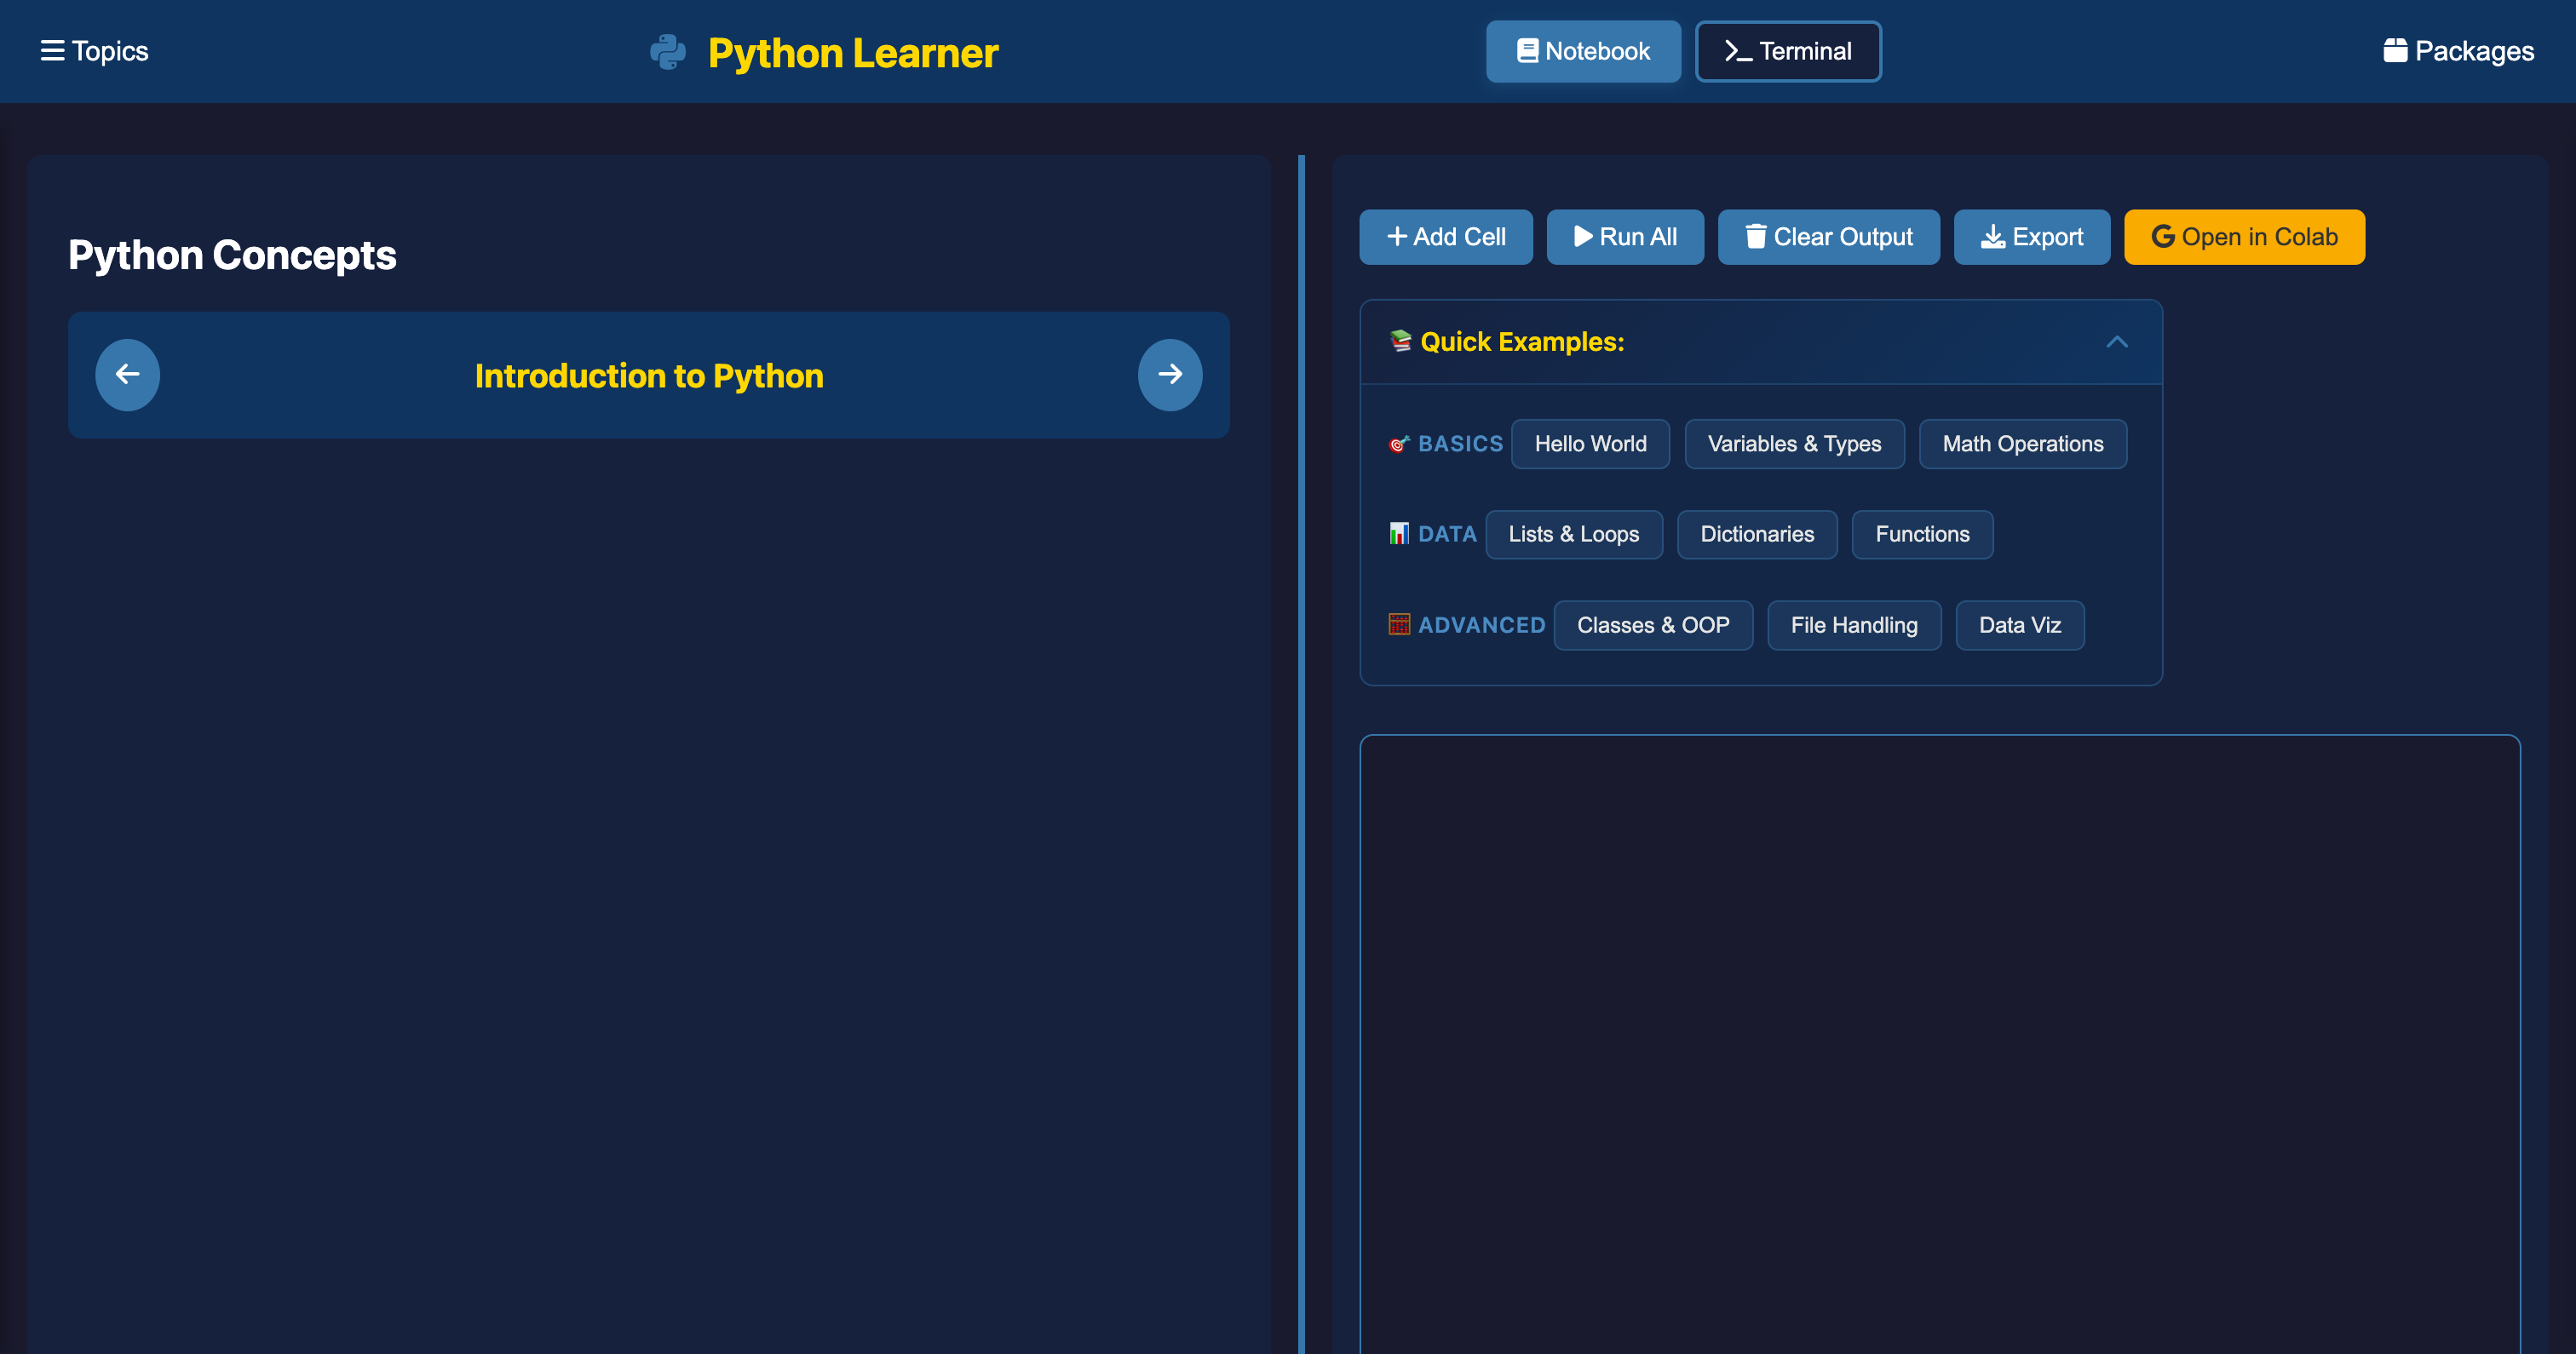 Topics
Python Learner
Notebook
Terminal
Packages
Python Concepts
Introduction to Python
Add Cell
Run All
Clear Output
Export
Open in Colab
Quick Examples:
BASICS Hello World Variables & Types Math Operations
DATA Lists & Loops Dictionaries Functions
ADVANCED Classes & OOP File Handling Data Viz